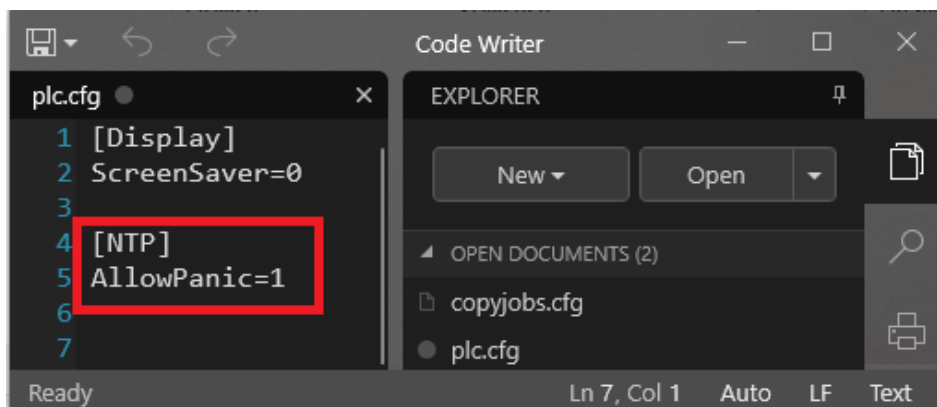 Code Writer
plc.cfg
1 [Display]
2 ScreenSaver=0
3
4 [NTP]
5 AllowPanic=1
6
7
EXPLORER
New
Open
OPEN DOCUMENTS (2)
copyjobs.cfg
plc.cfg
Ready
Ln 7, Col 1
Auto
LF
Text